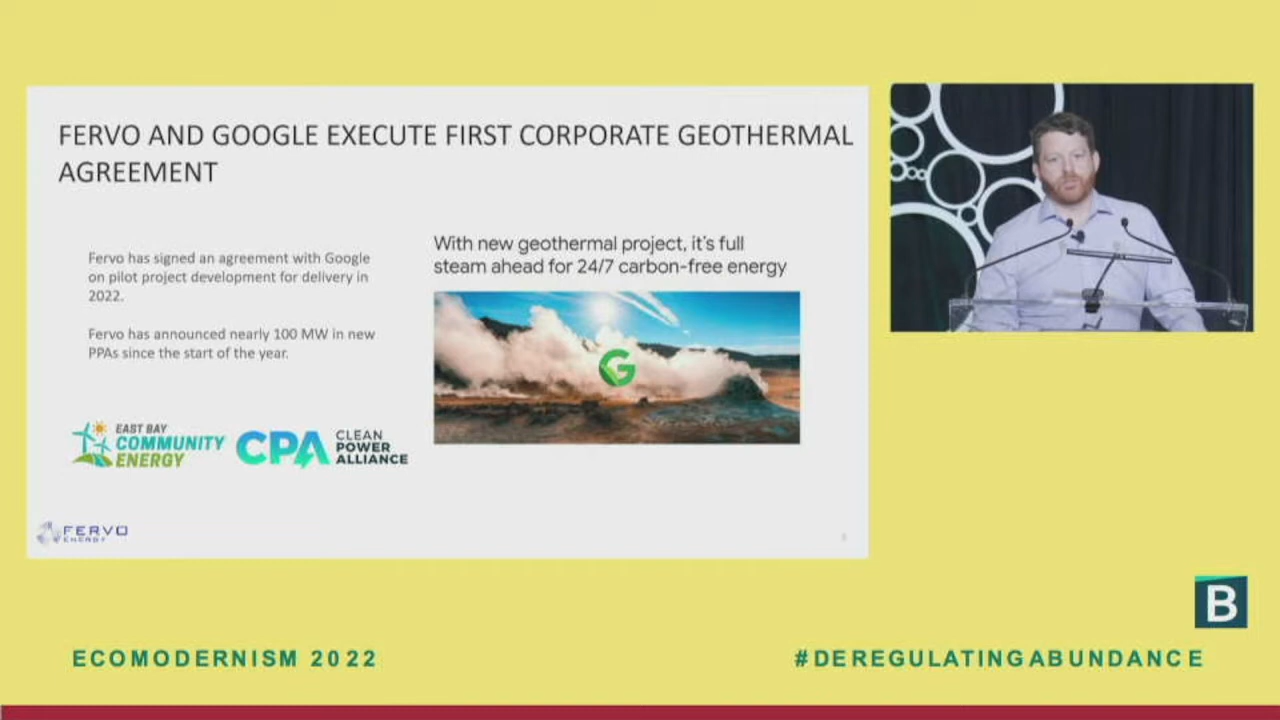 FERVO AND GOOGLE EXECUTE FIRST CORPORATE GEOTHERMAL
AGREEMENT
Fervo has signed an agreement with Google
on pilot project development for delivery in
2022.
Fervo has announced nearly 100 MW in new
PPAs since the start of the year.
With new geothermal project, it's full
steam ahead for 24/7 carbon-free energy
G
EAST BAY
COMMUNITY
ENERGY
CPA
CLEAN
POWER
ALLIANCE
FERVO
ENERGY
B
ECOMODERNISM 2022
#DEREGULATINGABUNDANCE